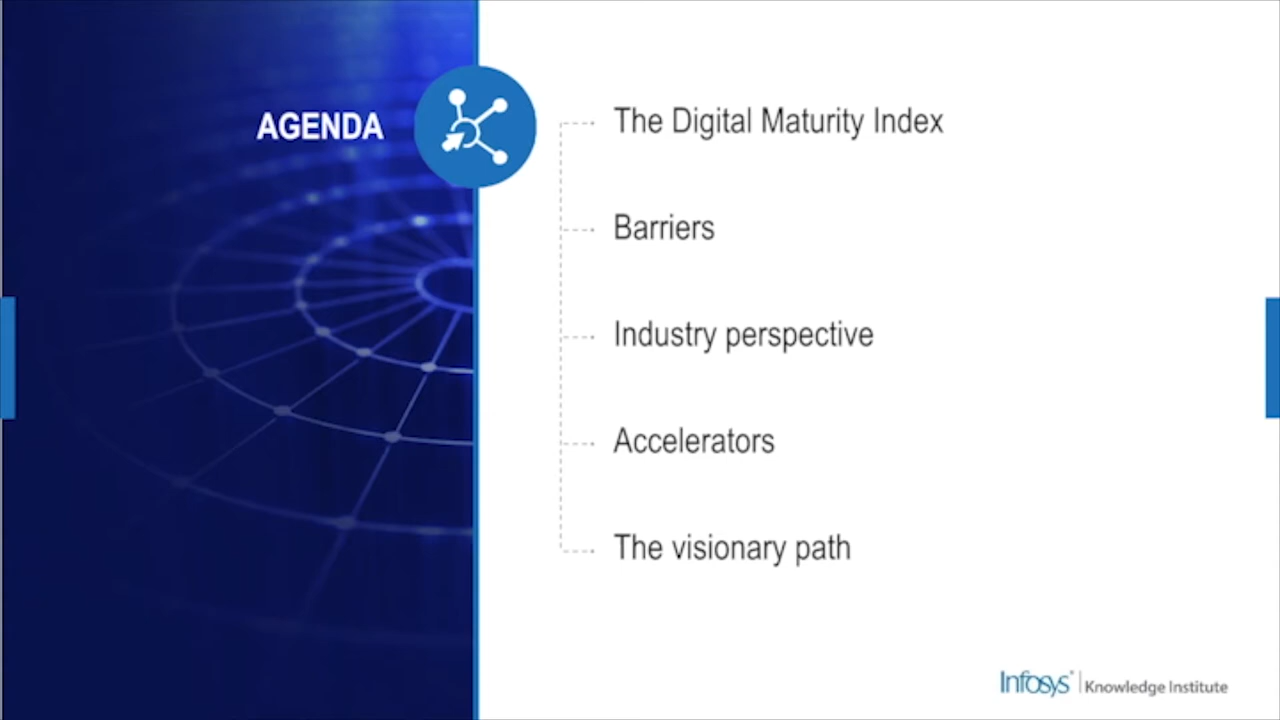 AGENDA
The Digital Maturity Index
Barriers
Industry perspective
Accelerators
The visionary path
Infosys® | Knowledge Institute